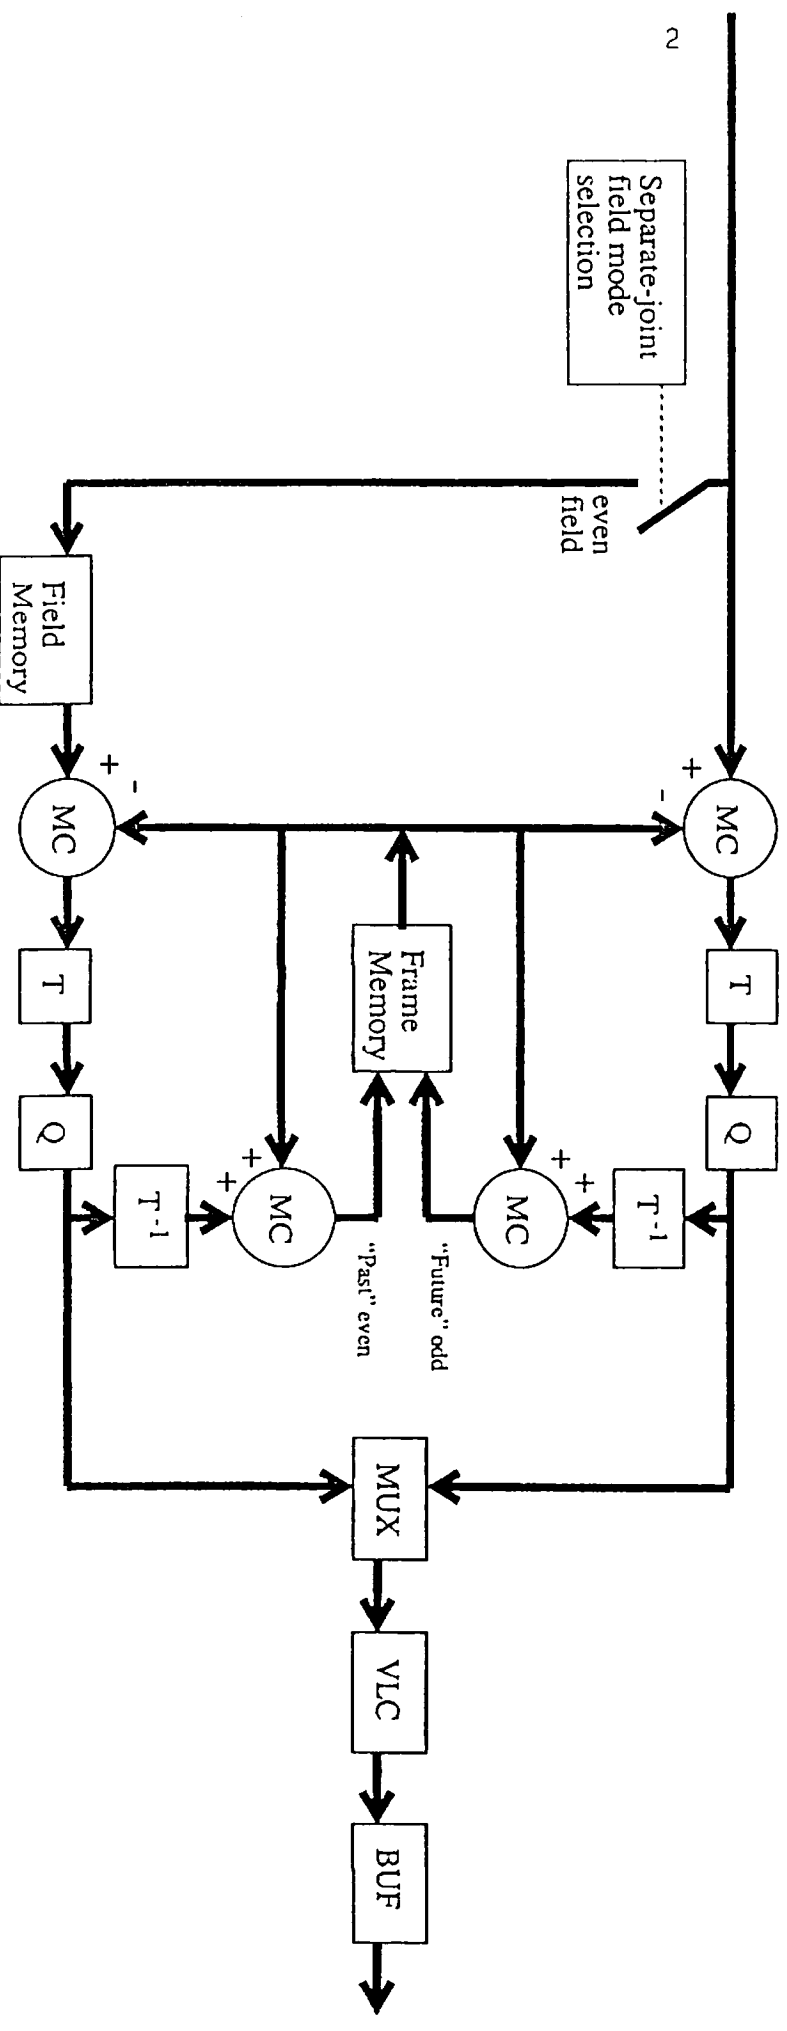 2
Separate-joint
field mode
selection
even
field
Field
Memory
+
-
MC
+
-
MC
T
Q
T
Q
Frame
Memory
T-1
+
+
MC
"Future" odd
T-1
+
+
MC
"Past" even
MUX
VLC
BUF